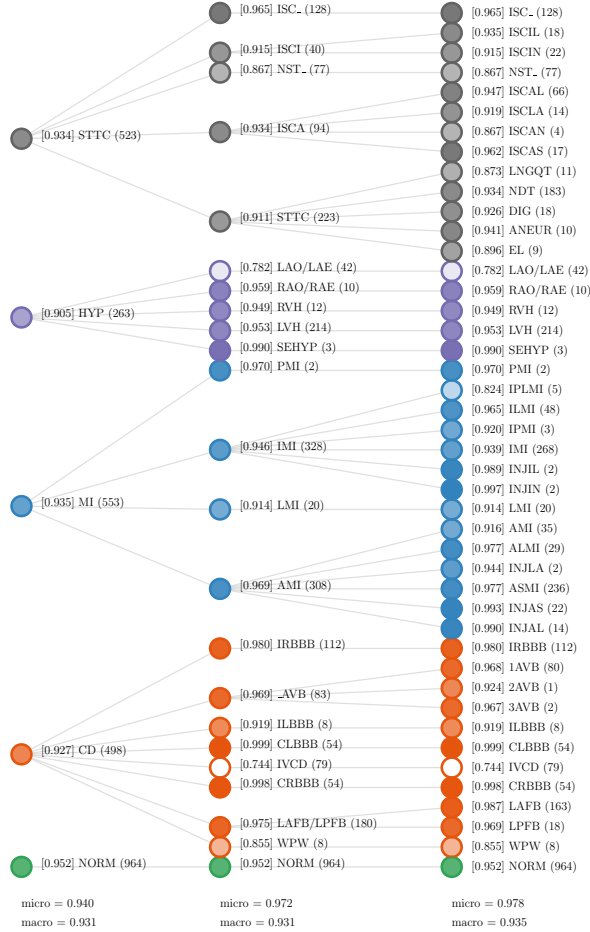 [0.965] ISC_ (128) [0.965] ISC_ (128)
[0.935] ISCIL (18)
[0.915] ISCI (40) [0.915] ISCIN (22)
[0.867] NST_ (77) [0.867] NST_ (77)
[0.947] ISCAL (66)
[0.919] ISCLA (14)
[0.934] STTC (523) [0.934] ISCA (94) [0.867] ISCAN (4)
[0.962] ISCAS (17)
[0.873] LNGQT (11)
[0.934] NDT (183)
[0.911] STTC (223) [0.926] DIG (18)
[0.941] ANEUR (10)
[0.896] EL (9)
[0.782] LAO/LAE (42) [0.782] LAO/LAE (42)
[0.959] RAO/RAE (10) [0.959] RAO/RAE (10)
[0.905] HYP (263) [0.949] RVH (12) [0.949] RVH (12)
[0.953] LVH (214) [0.953] LVH (214)
[0.990] SEHYP (3) [0.990] SEHYP (3)
[0.970] PMI (2) [0.970] PMI (2)
[0.824] IPLMI (5)
[0.965] ILMI (48)
[0.920] IPMI (3)
[0.946] IMI (328) [0.939] IMI (268)
[0.989] INJIL (2)
[0.997] INJIN (2)
[0.935] MI (553) [0.914] LMI (20) [0.914] LMI (20)
[0.916] AMI (35)
[0.977] ALMI (29)
[0.944] INJLA (2)
[0.969] AMI (308) [0.977] ASMI (236)
[0.993] INJAS (22)
[0.990] INJAL (14)
[0.980] IRBBB (112) [0.980] IRBBB (112)
[0.968] 1AVB (80)
[0.969] _AVB (83) [0.924] 2AVB (1)
[0.967] 3AVB (2)
[0.919] ILBBB (8) [0.919] ILBBB (8)
[0.927] CD (498) [0.999] CLBBB (54) [0.999] CLBBB (54)
[0.744] IVCD (79) [0.744] IVCD (79)
[0.998] CRBBB (54) [0.998] CRBBB (54)
[0.987] LAFB (163)
[0.975] LAFB/LPFB (180) [0.969] LPFB (18)
[0.855] WPW (8) [0.855] WPW (8)
[0.952] NORM (964) [0.952] NORM (964) [0.952] NORM (964)
micro = 0.940 micro = 0.972 micro = 0.978
macro = 0.931 macro = 0.931 macro = 0.935